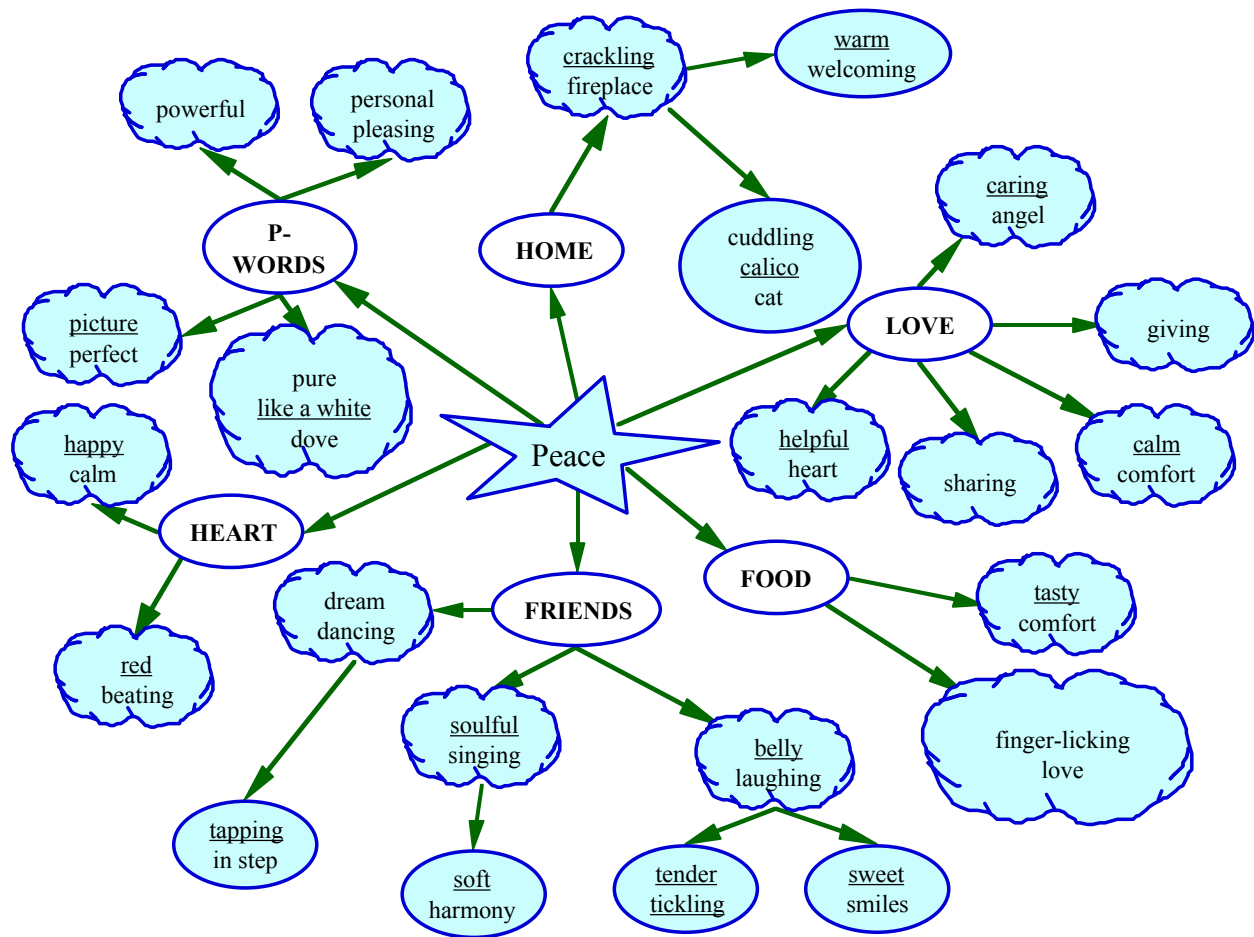 crackling
fireplace
warm
welcoming
powerful
personal
pleasing
caring
angel
P-
WORDS
HOME
cuddling
calico
cat
picture
perfect
LOVE
giving
pure
like a white
dove
happy
calm
Peace
helpful
heart
sharing
calm
comfort
HEART
FRIENDS
FOOD
dream
dancing
tasty
comfort
red
beating
soulful
singing
belly
laughing
finger-licking
love
tapping
in step
soft
harmony
tender
tickling
sweet
smiles